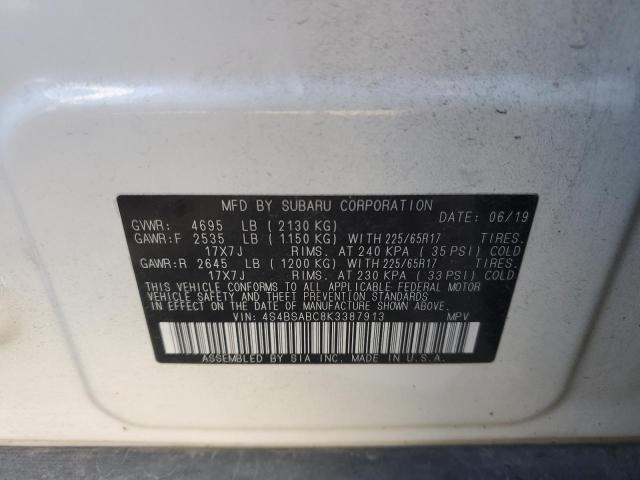 MFD BY SUBARU CORPORATION
DATE: 06/19
GVWR: 4695 LB (2130 KG)
GAWR:F 2535 LB (1150 KG) WITH 225/65R17 TIRES.
17X7J RIMS. AT 240 KPA (35 PSI) COLD
GAWR:R 2645 LB (1200 KG) WITH 225/65R17 TIRES.
17X7J RIMS. AT 230 KPA (33 PSI) COLD
THIS VEHICLE CONFORMS TO ALL APPLICABLE FEDERAL MOTOR
VEHICLE SAFETY AND THEFT PREVENTION STANDARDS
IN EFFECT ON THE DATE OF MANUFACTURE SHOWN ABOVE.
VIN: 4S4BSABC8K3387913 MPV
ASSEMBLED BY SIA INC. MADE IN U.S.A.